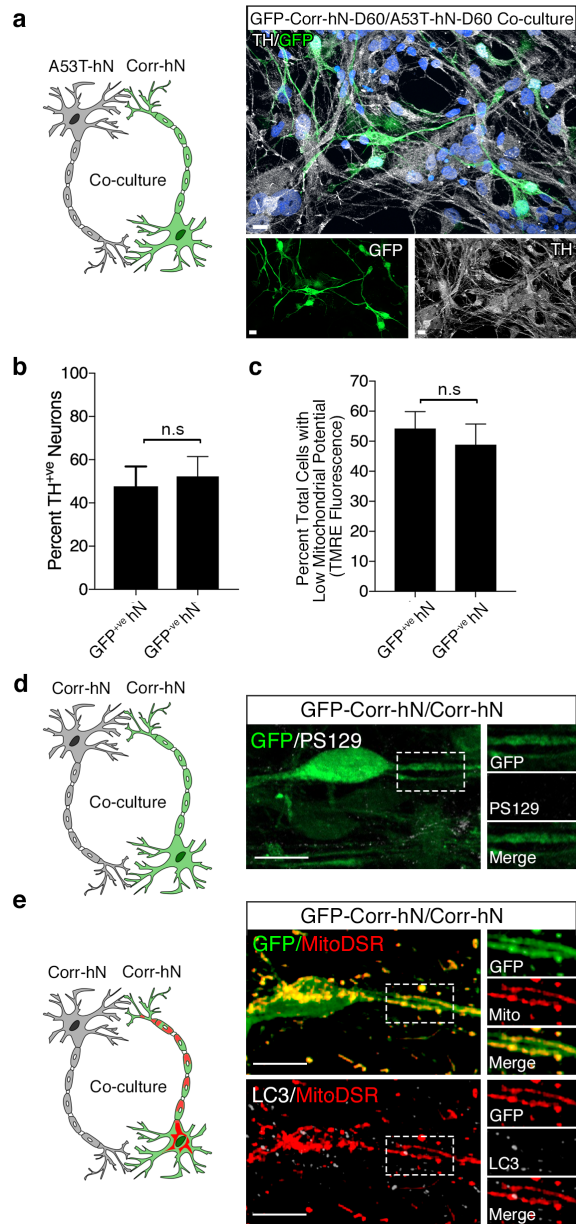 a
GFP-Corr-hN-D60/A53T-hN-D60 Co-culture
A53T-hN Corr-hN
Co-culture
TH/GFP
GFP
TH
b
Percent TH+ve Neurons
100
80
60
40
20
0
n.s
GFP+ve hN
GFP-ve hN
c
Percent Total Cells with
Low Mitochondrial Potential
(TMRE Fluorescence)
70
60
50
40
30
20
10
0
n.s
GFP+ve hN
GFP-ve hN
d
Corr-hN Corr-hN
Co-culture
GFP-Corr-hN/Corr-hN
GFP/PS129
GFP
PS129
Merge
e
Corr-hN Corr-hN
Co-culture
GFP-Corr-hN/Corr-hN
GFP/MitoDSR
GFP
Mito
Merge
LC3/MitoDSR
GFP
LC3
Merge